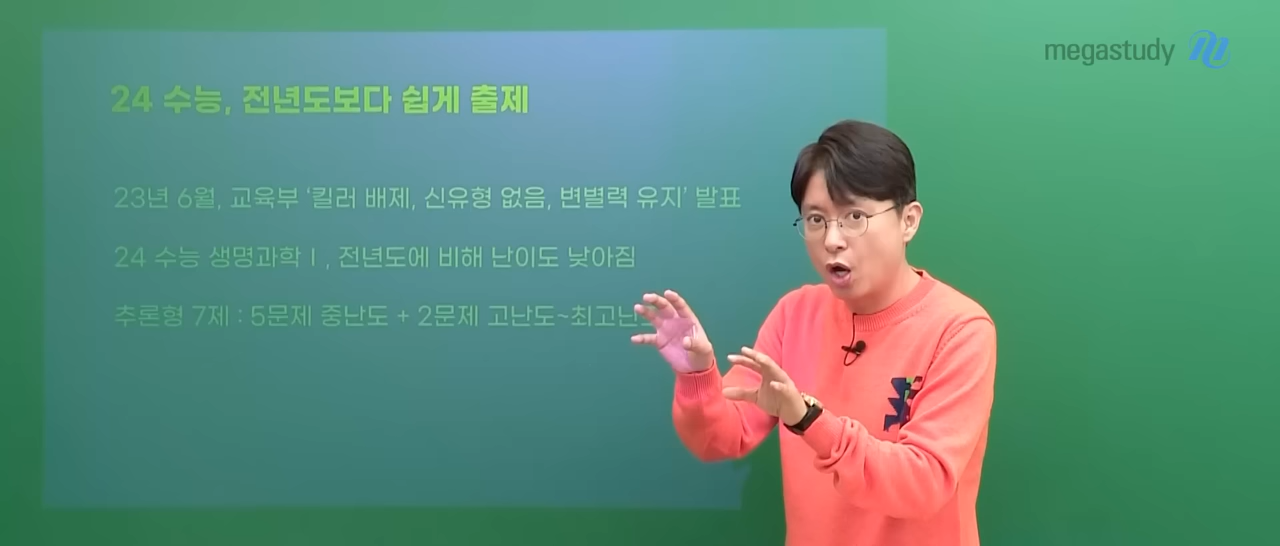 megastudy
24 수능, 전년도보다 쉽게 출제
23년 6월, 교육부 ‘킬러 배제, 신유형 없음, 변별력 유지’ 발표
24 수능 생명과학Ⅰ, 전년도에 비해 난이도 낮아짐
추론형 7제 : 5문제 중난도 + 2문제 고난도~최고난